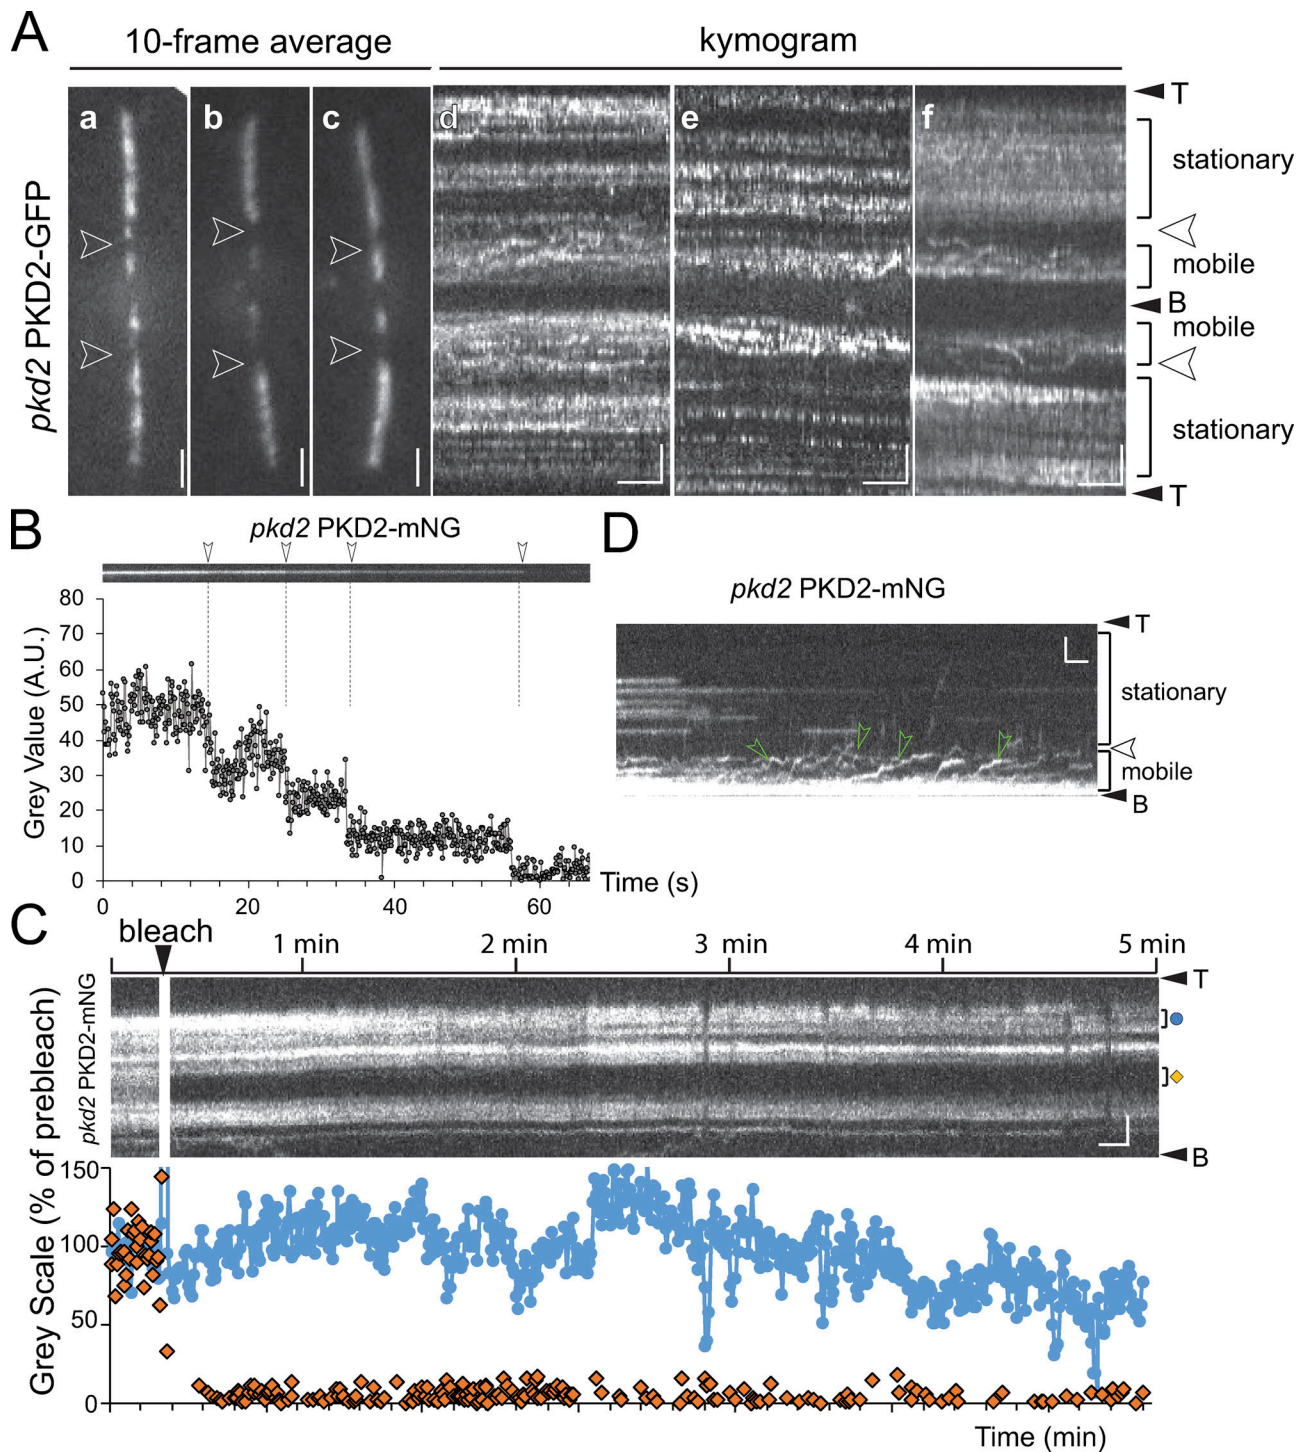 A
10-frame average
kymogram
pkd2 PKD2-GFP
a
b
c
d
e
f
T
stationary
mobile
B
mobile
stationary
T
B
pkd2 PKD2-mNG
Grey Value (A.U.)
80
70
60
50
40
30
20
10
0
0
20
40
60
Time (s)
D
pkd2 PKD2-mNG
T
stationary
mobile
B
C
bleach
1 min
2 min
3 min
4 min
5 min
pkd2 PKD2-mNG
T
B
Grey Scale (% of prebleach)
150
100
50
0
Time (min)